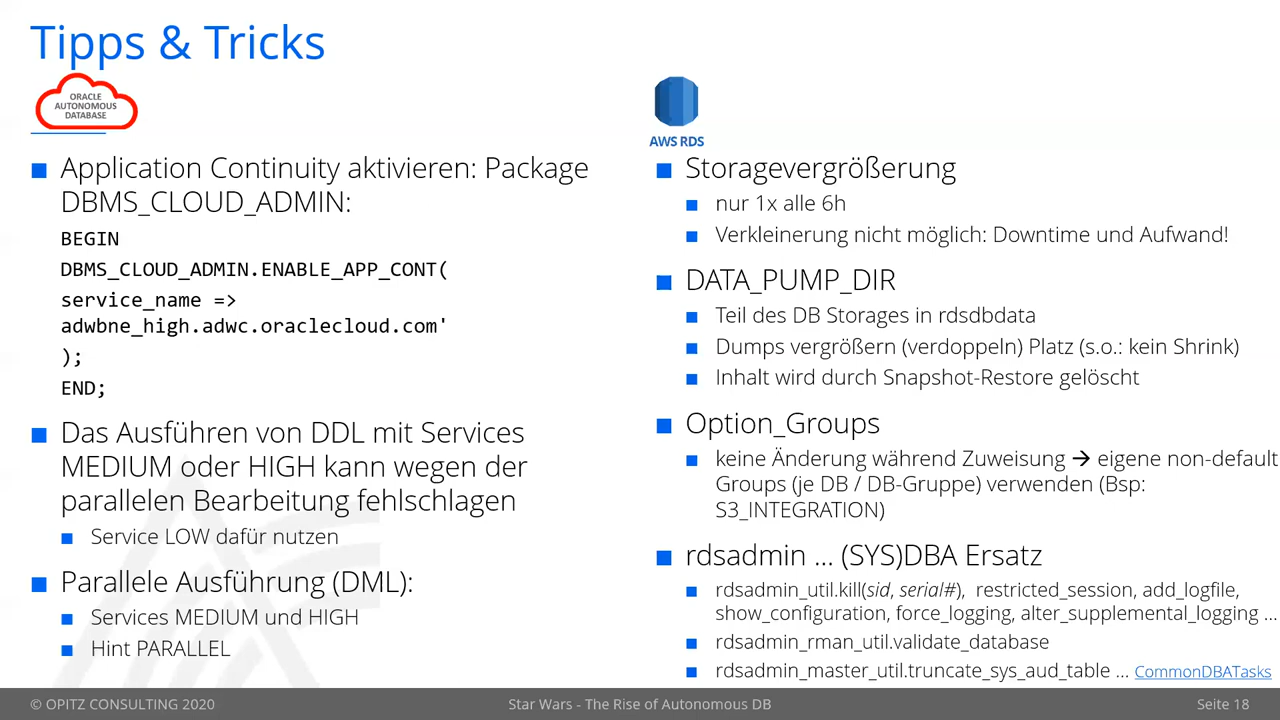 Tipps & Tricks
ORACLE
AUTONOMOUS
DATABASE
Application Continuity aktivieren: Package
DBMS_CLOUD_ADMIN:
BEGIN
DBMS_CLOUD_ADMIN.ENABLE_APP_CONT(
service_name =>
adwbne_high.adwc.oraclecloud.com'
);
END;
Das Ausführen von DDL mit Services
MEDIUM oder HIGH kann wegen der
parallelen Bearbeitung fehlschlagen
Service LOW dafür nutzen
Parallele Ausführung (DML):
Services MEDIUM und HIGH
Hint PARALLEL
AWS RDS
Storagevergrößerung
nur 1x alle 6h
Verkleinerung nicht möglich: Downtime und Aufwand!
DATA_PUMP_DIR
Teil des DB Storages in rdsdbdata
Dumps vergrößern (verdoppeln) Platz (s.o.: kein Shrink)
Inhalt wird durch Snapshot-Restore gelöscht
Option_Groups
keine Änderung während Zuweisung → eigene non-default
Groups (je DB / DB-Gruppe) verwenden (Bsp:
S3_INTEGRATION)
rdsadmin ... (SYS)DBA Ersatz
rdsadmin_util.kill(sid, serial#), restricted_session, add_logfile,
show_configuration, force_logging, alter_supplemental_logging ...
rdsadmin_rman_util.validate_database
rdsadmin_master_util.truncate_sys_aud_table ... CommonDBATasks
© OPITZ CONSULTING 2020
Star Wars - The Rise of Autonomous DB
Seite 18